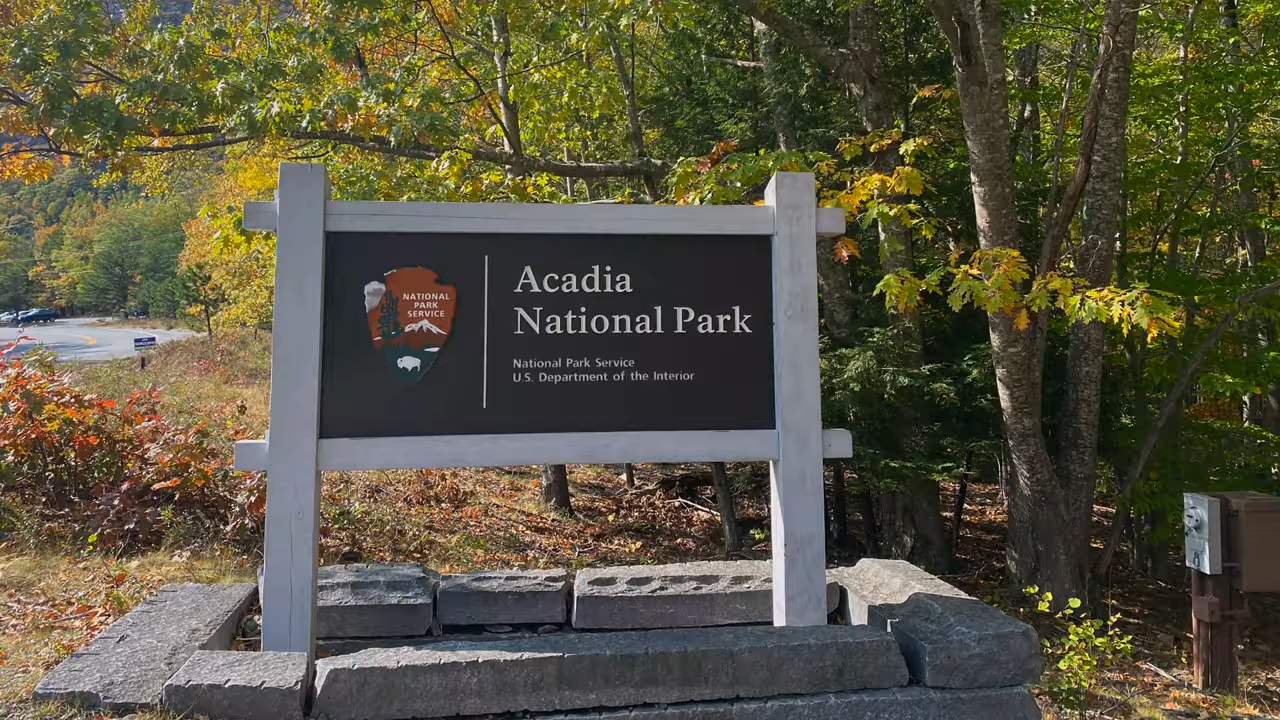 NATIONAL
PARK
SERVICE
Acadia
National Park
National Park Service
U.S. Department of the Interior